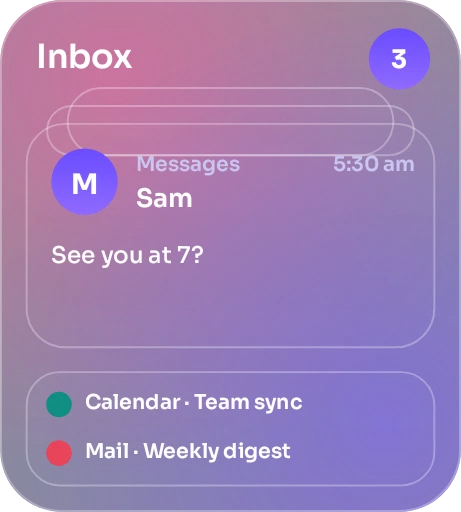 Inbox
3
M
Messages
5:30 am
Sam
See you at 7?
Calendar · Team sync
Mail · Weekly digest